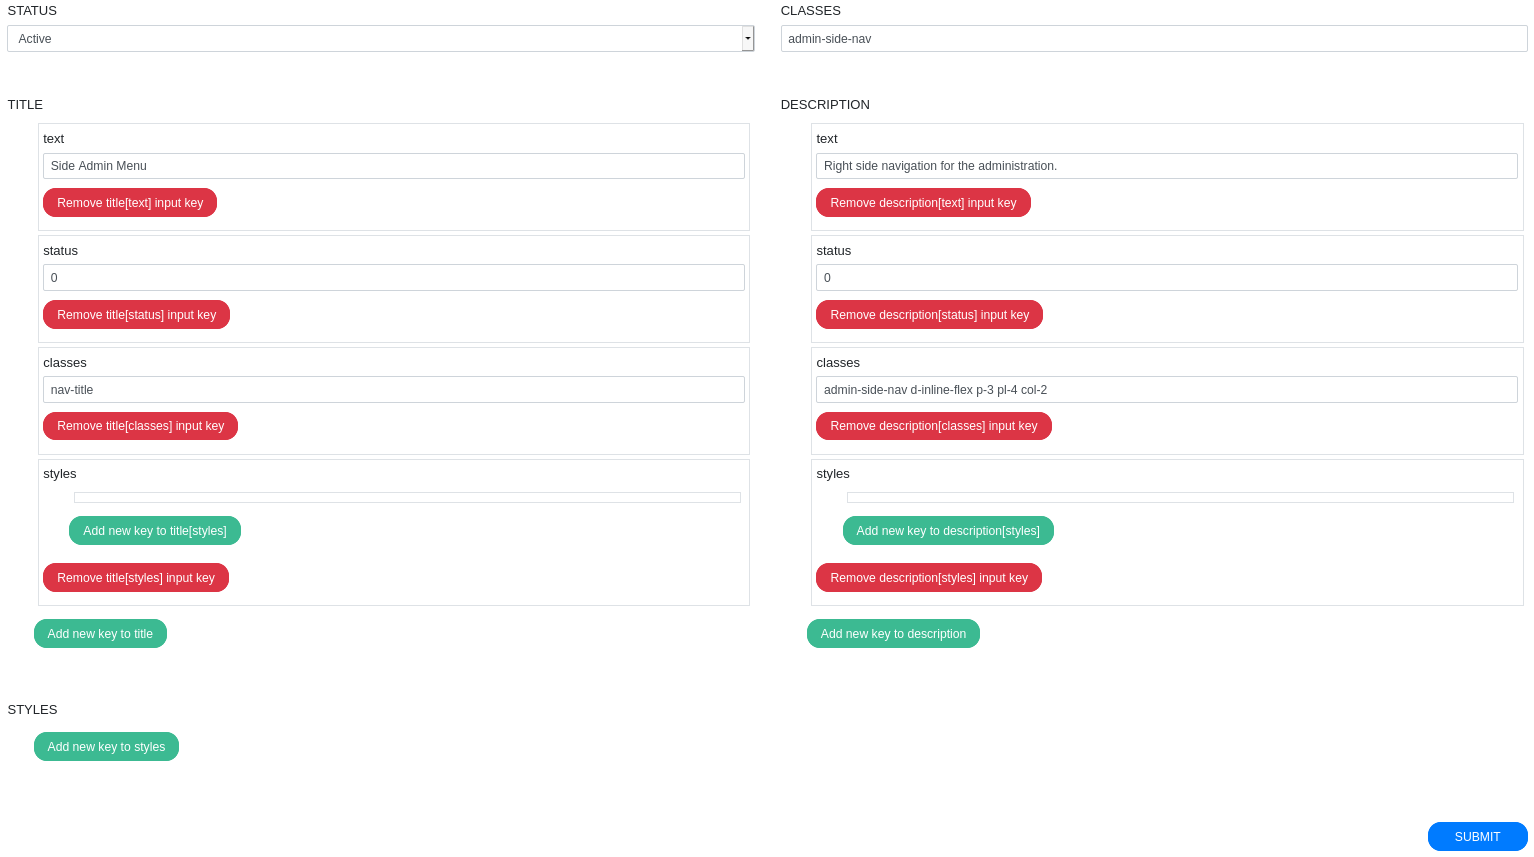 STATUS
Active
CLASSES
admin-side-nav
TITLE
text
Side Admin Menu
Remove title[text] input key
status
0
Remove title[status] input key
classes
nav-title
Remove title[classes] input key
styles
Add new key to title[styles]
Remove title[styles] input key
Add new key to title
DESCRIPTION
text
Right side navigation for the administration.
Remove description[text] input key
status
0
Remove description[status] input key
classes
admin-side-nav d-inline-flex p-3 pl-4 col-2
Remove description[classes] input key
styles
Add new key to description[styles]
Remove description[styles] input key
Add new key to description
STYLES
Add new key to styles
SUBMIT